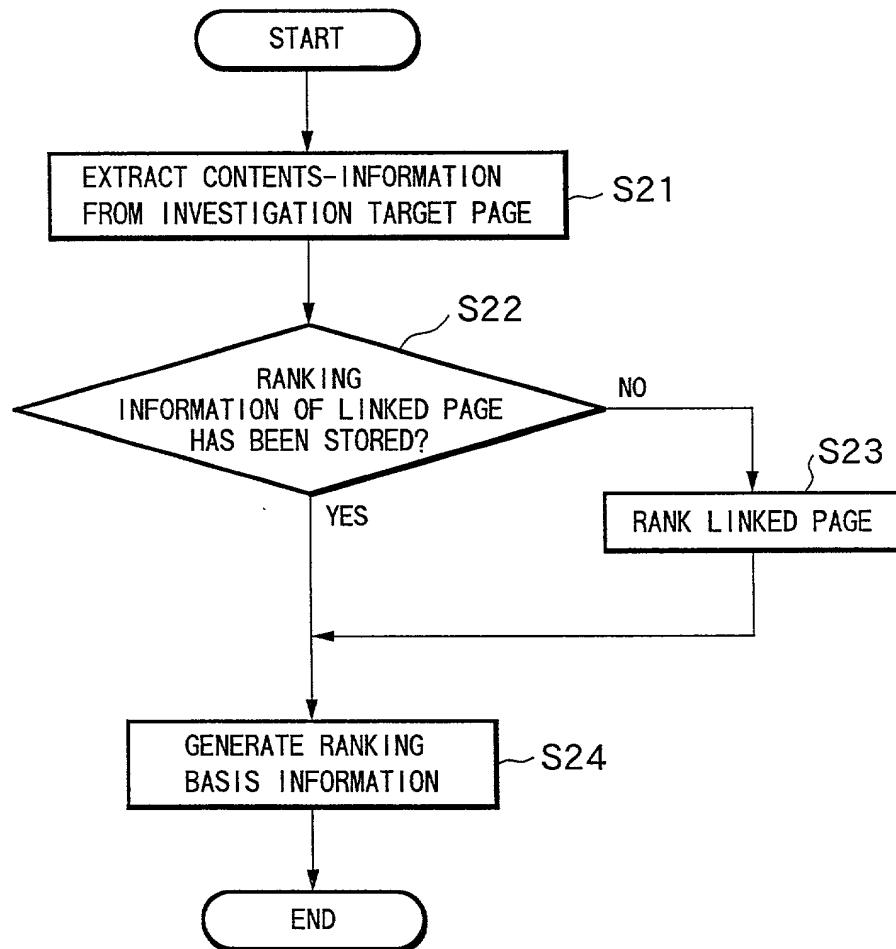 START
EXTRACT CONTENTS-INFORMATION
FROM INVESTIGATION TARGET PAGE
S21
S22
RANKING
INFORMATION OF LINKED PAGE
HAS BEEN STORED?
NO
S23
YES
RANK LINKED PAGE
GENERATE RANKING
BASIS INFORMATION
S24
END